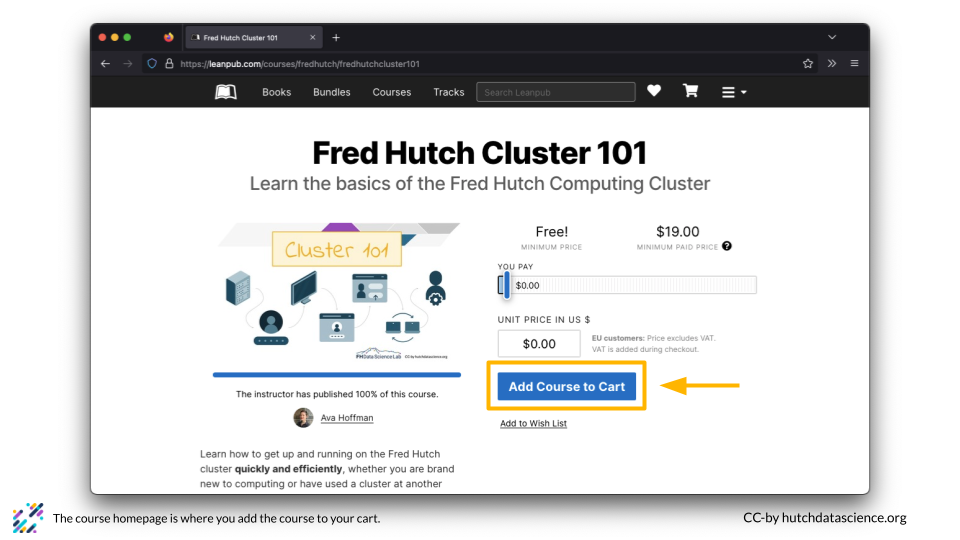 Fred Hutch Cluster 101
https://leanpub.com/courses/fredhutch/fredhutchcluster101
Books Bundles Courses Tracks Search Leanpub
Fred Hutch Cluster 101
Learn the basics of the Fred Hutch Computing Cluster
Cluster 101
FH Data Science Lab CC-by hutchdatascience.org
The instructor has published 100% of this course.
Ava Hoffman
Learn how to get up and running on the Fred Hutch
cluster quickly and efficiently, whether you are brand
new to computing or have used a cluster at another
Free! $19.00
MINIMUM PRICE MINIMUM PAID PRICE ?
YOU PAY
$0.00
UNIT PRICE IN US $
$0.00
EU customers: Price excludes VAT.
VAT is added during checkout.
Add Course to Cart
Add to Wish List
The course homepage is where you add the course to your cart.
CC-by hutchdatascience.org